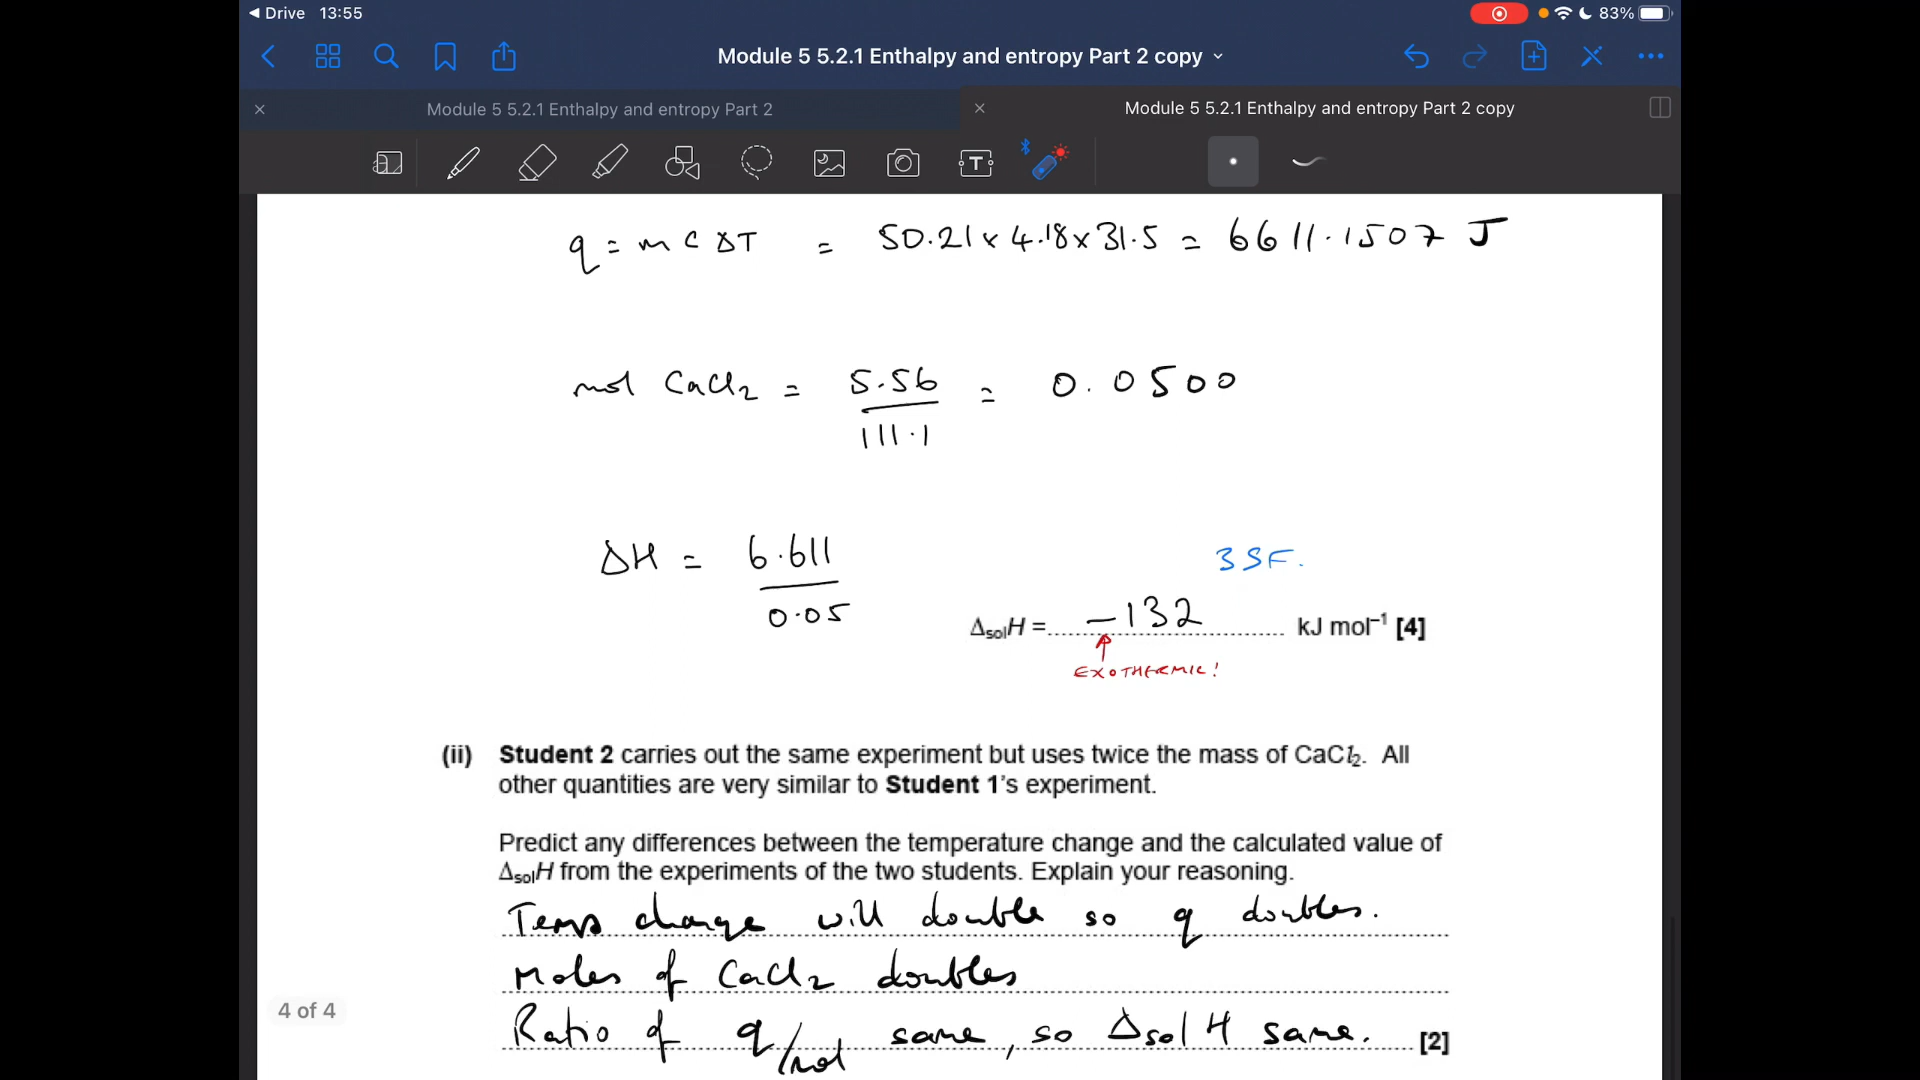 ◀ Drive 13:55 83%
Module 5 5.2.1 Enthalpy and entropy Part 2 copy
Module 5 5.2.1 Enthalpy and entropy Part 2
Module 5 5.2.1 Enthalpy and entropy Part 2 copy
T
q = m c ΔT = 50.21 x 4.18 x 31.5 = 6611.1507 J
mol CaCl₂ = 5.56 / 111.1 = 0.0500
ΔH = 6.611 / 0.05
3 SF.
ΔsolH = −132 kJ mol⁻¹ [4]
EXOTHERMIC!
(ii) Student 2 carries out the same experiment but uses twice the mass of CaCl₂. All
other quantities are very similar to Student 1's experiment.
Predict any differences between the temperature change and the calculated value of
ΔsolH from the experiments of the two students. Explain your reasoning.
Temp change will double so q doubles.
Moles of CaCl₂ doubles
Ratio of q/mol same, so ΔsolH same. [2]
4 of 4